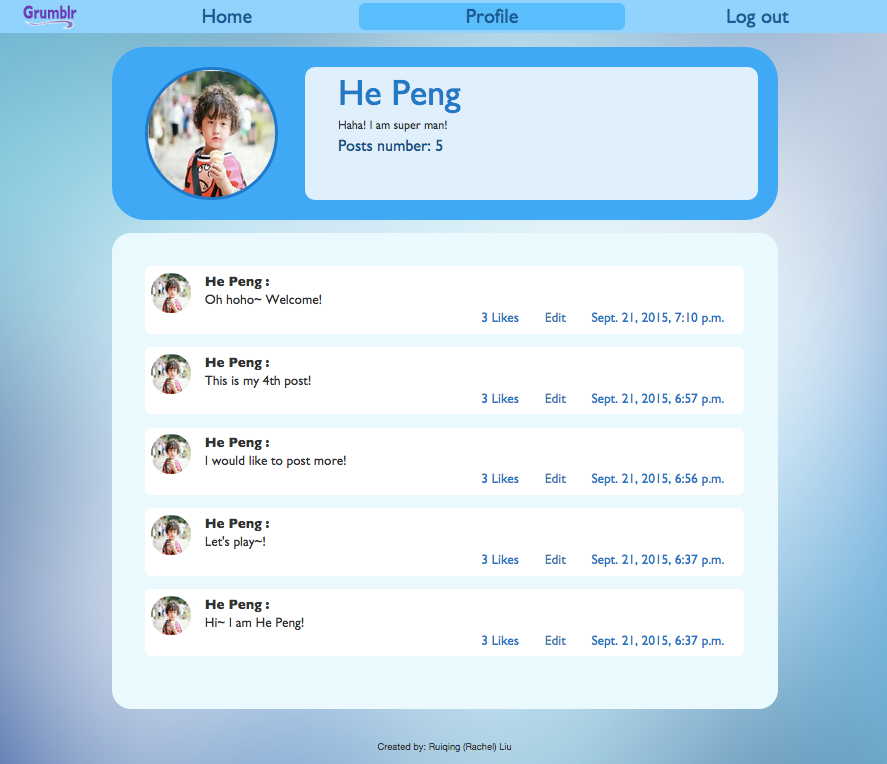 Grumblr
Home
Profile
Log out
He Peng
Haha! I am super man!
Posts number: 5
He Peng :
Oh hoho~ Welcome!
3 Likes Edit Sept. 21, 2015, 7:10 p.m.
He Peng :
This is my 4th post!
3 Likes Edit Sept. 21, 2015, 6:57 p.m.
He Peng :
I would like to post more!
3 Likes Edit Sept. 21, 2015, 6:56 p.m.
He Peng :
Let's play~!
3 Likes Edit Sept. 21, 2015, 6:37 p.m.
He Peng :
Hi~ I am He Peng!
3 Likes Edit Sept. 21, 2015, 6:37 p.m.
Created by: Ruiqing (Rachel) Liu